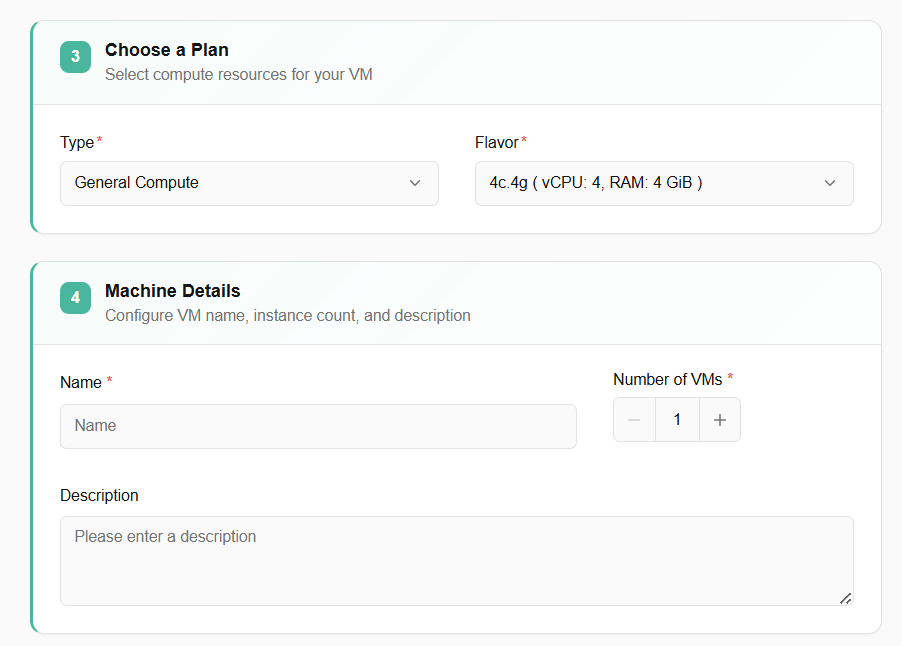 3
Choose a Plan
Select compute resources for your VM
Type*
Flavor*
General Compute
4c.4g ( vCPU: 4, RAM: 4 GiB )
4
Machine Details
Configure VM name, instance count, and description
Name *
Number of VMs *
Name
1
Description
Please enter a description